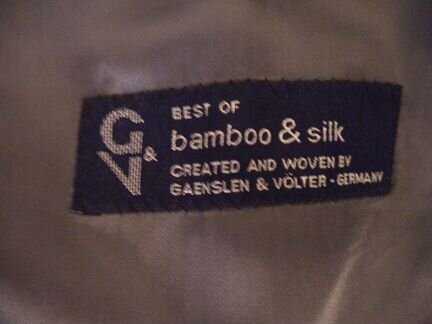 G
&
V
BEST OF
bamboo & silk
CREATED AND WOVEN BY
GAENSLEN & VÖLTER - GERMANY